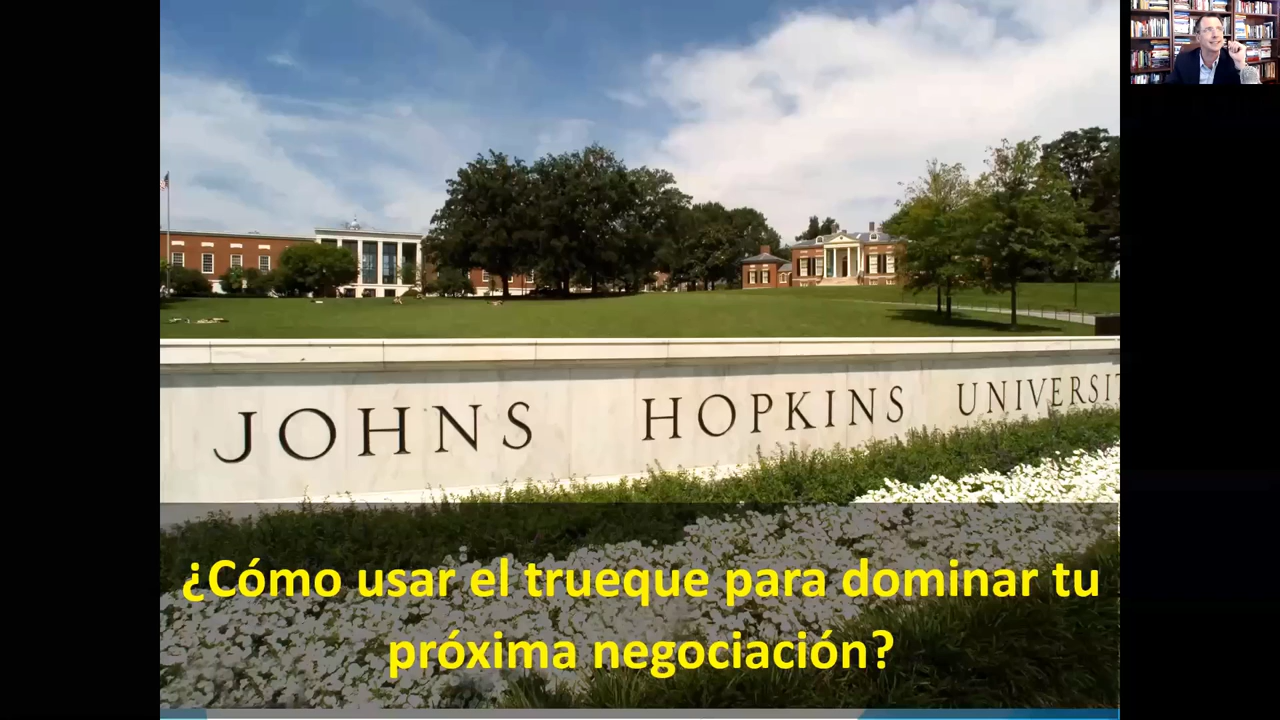 JOHNS HOPKINS UNIVERSIT
¿Cómo usar el trueque para dominar tu
próxima negociación?